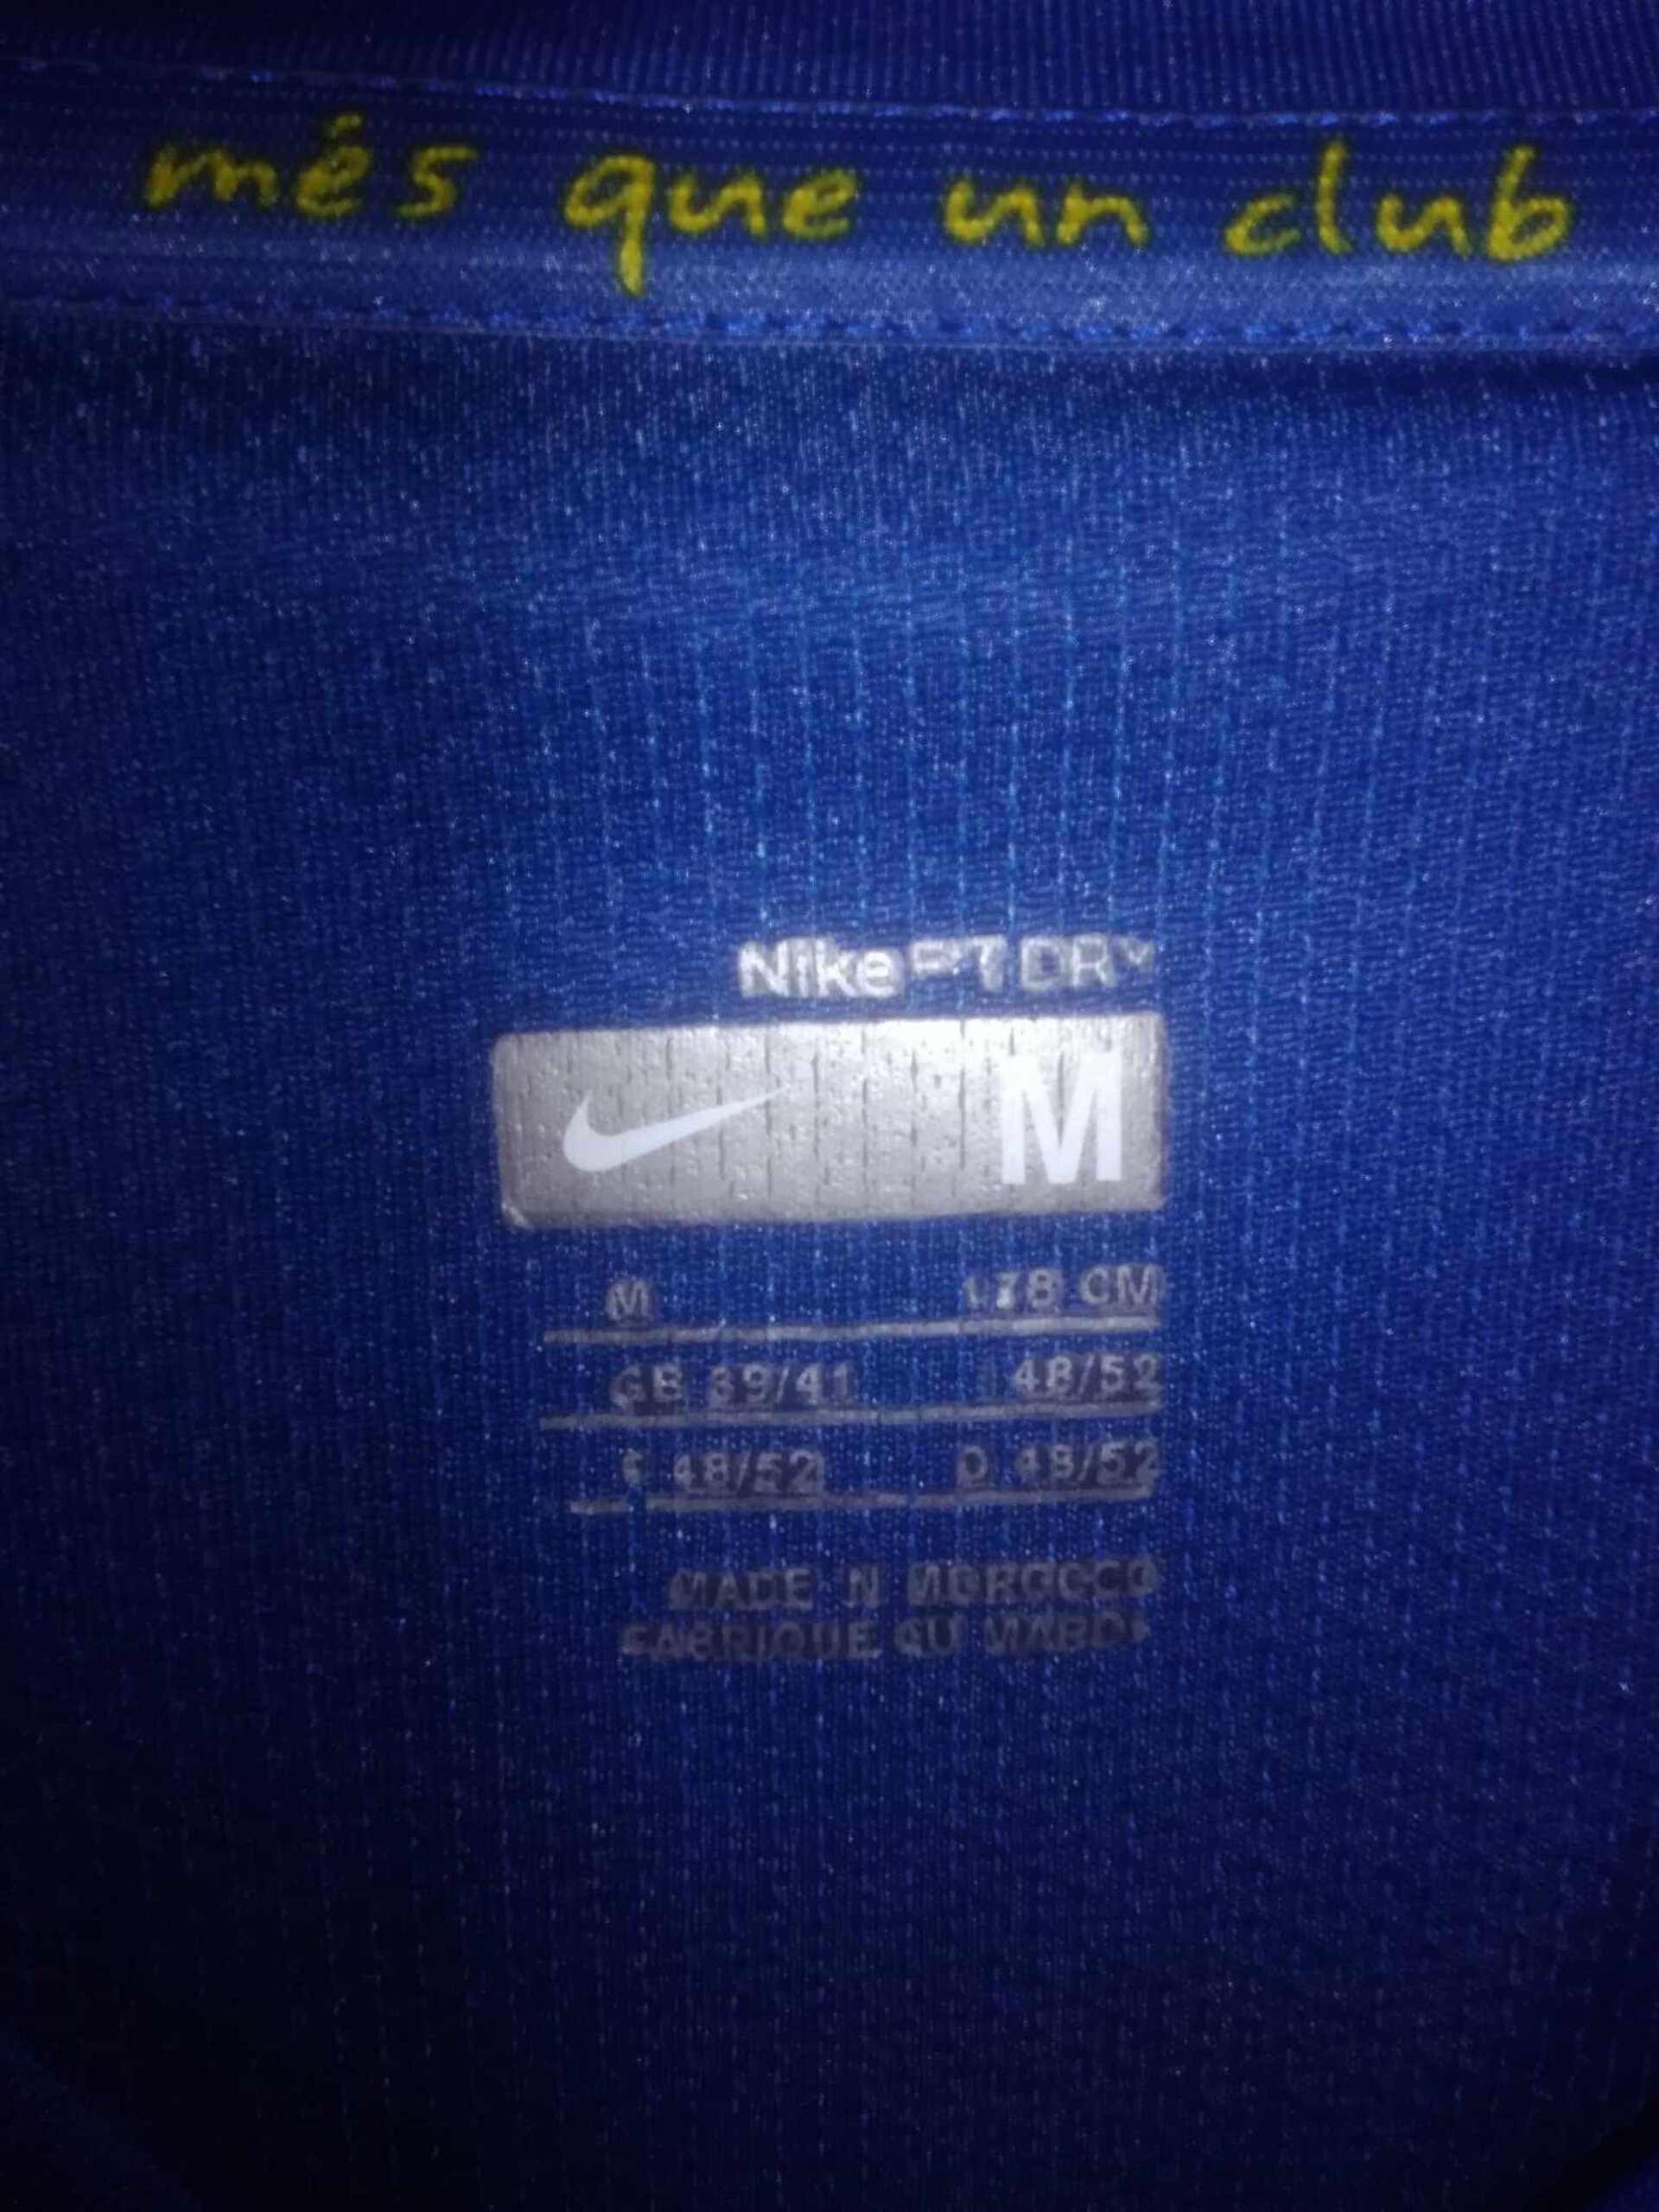 més que un club
Nike FIT DRY
M
M 178 CM
GB 39/41 I 48/52
F 48/52 D 48/52
MADE IN MOROCCO
FABRIQUE AU MAROC